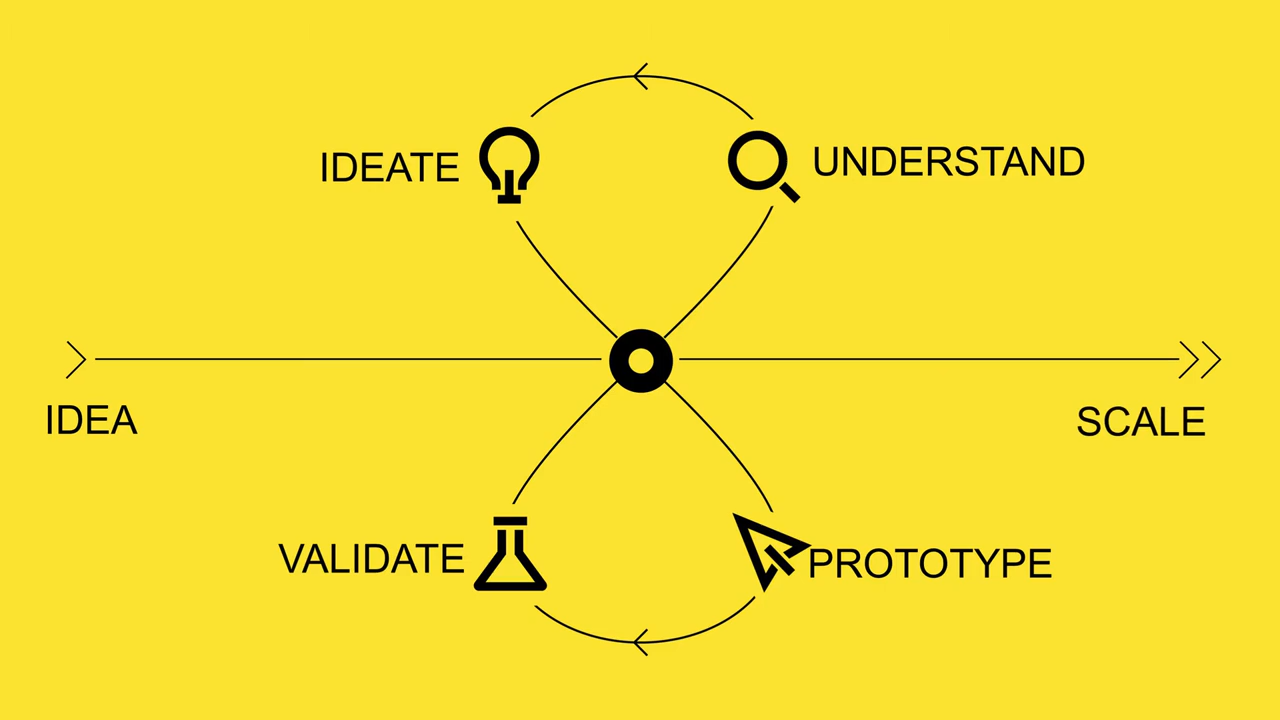 IDEATE
UNDERSTAND
IDEA
SCALE
VALIDATE
PROTOTYPE